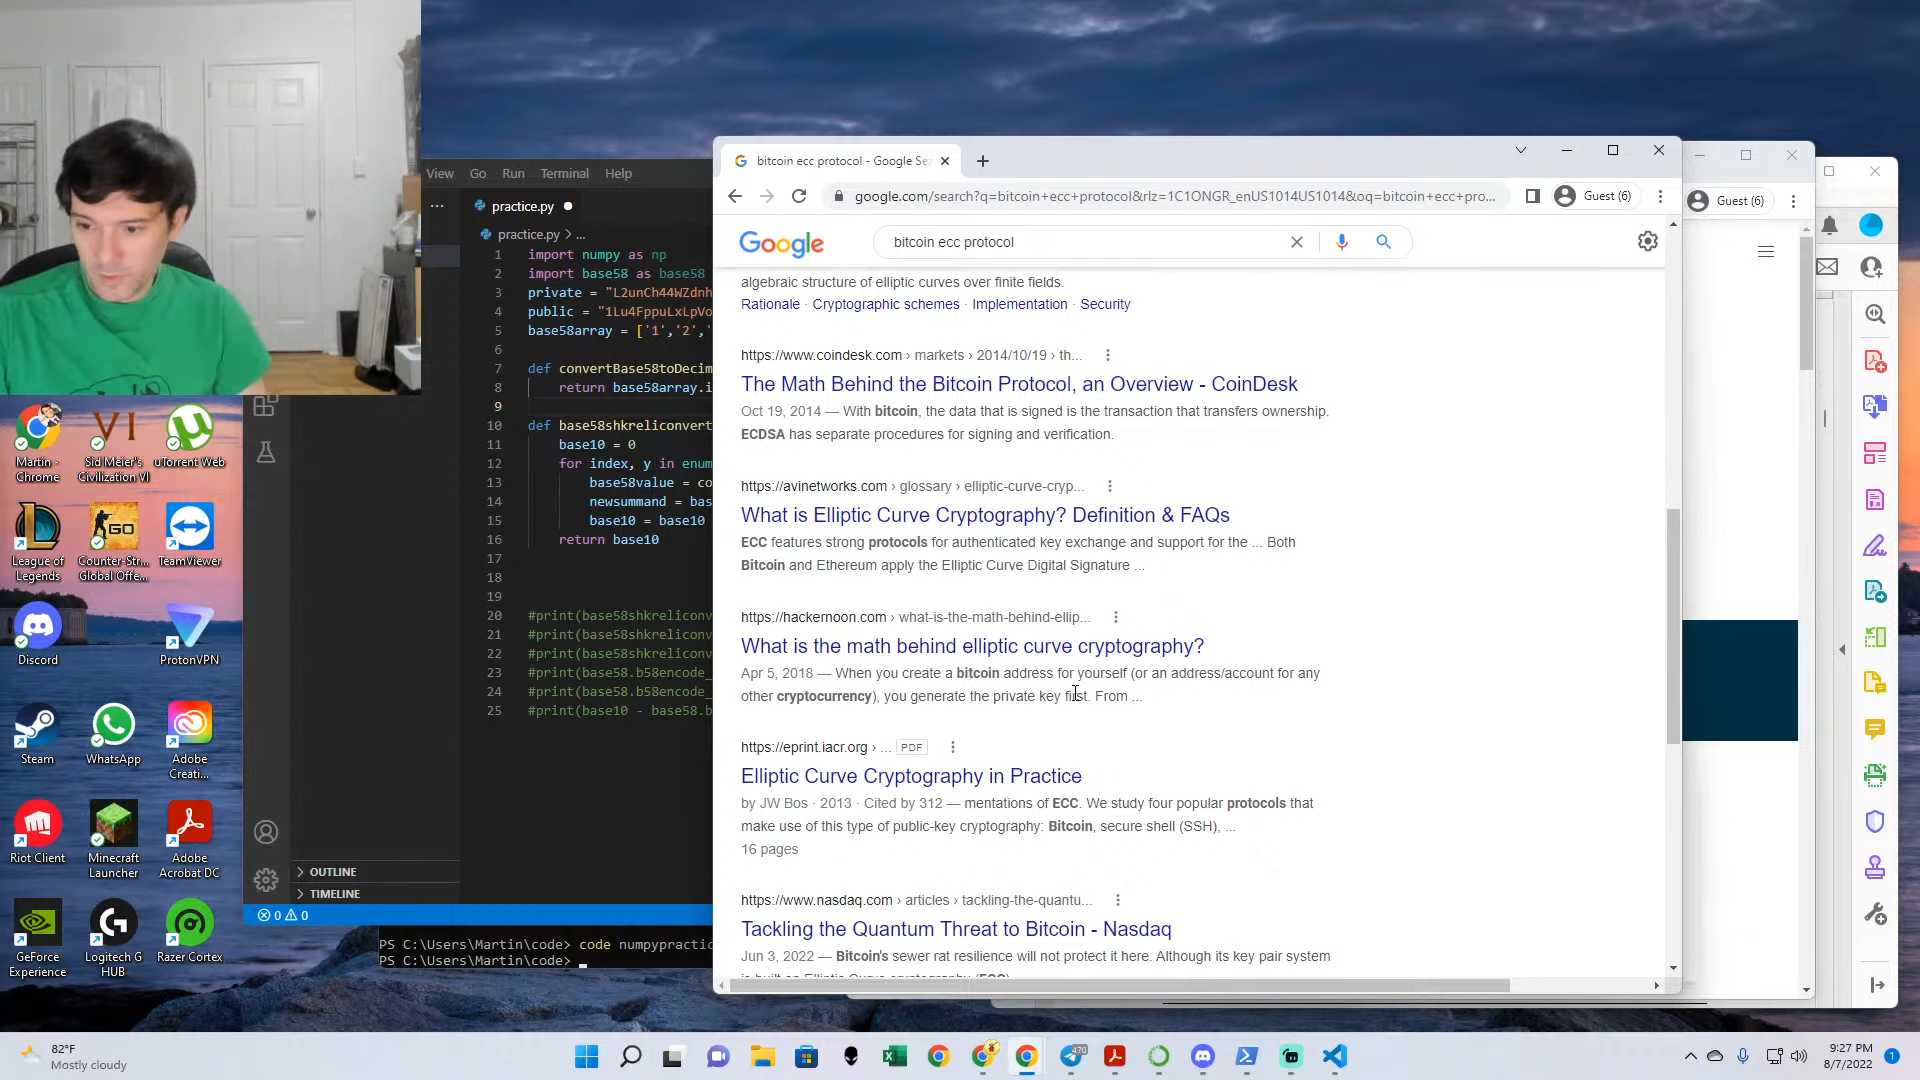 View Go Run Terminal Help
practice.py
practice.py > ...
1 import numpy as np
2 import base58 as base58
3 private = "L2unCh44WZdnh
4 public = "1Lu4FppuLxLpVo
5 base58array = ['1','2','
6
7 def convertBase58toDecim
8 return base58array.i
9
10 def base58shkreliconvert
11 base10 = 0
12 for index, y in enum
13 base58value = co
14 newsummand = bas
15 base10 = base10
16 return base10
17
18
19
20 #print(base58shkreliconv
21 #print(base58shkreliconv
22 #print(base58shkreliconv
23 #print(base58.b58encode_
24 #print(base58.b58encode_
25 #print(base10 - base58.b
OUTLINE
TIMELINE
0 0
PS C:\Users\Martin\code> code numpypractic
PS C:\Users\Martin\code>
bitcoin ecc protocol - Google Sea
google.com/search?q=bitcoin+ecc+protocol&rlz=1C1ONGR_enUS1014US1014&oq=bitcoin+ecc+pro...
Guest (6)
Guest (6)
Google
bitcoin ecc protocol
algebraic structure of elliptic curves over finite fields.
Rationale · Cryptographic schemes · Implementation · Security
https://www.coindesk.com › markets › 2014/10/19 › th...
The Math Behind the Bitcoin Protocol, an Overview - CoinDesk
Oct 19, 2014 — With bitcoin, the data that is signed is the transaction that transfers ownership.
ECDSA has separate procedures for signing and verification.
https://avinetworks.com › glossary › elliptic-curve-cryp...
What is Elliptic Curve Cryptography? Definition & FAQs
ECC features strong protocols for authenticated key exchange and support for the ... Both
Bitcoin and Ethereum apply the Elliptic Curve Digital Signature ...
https://hackernoon.com › what-is-the-math-behind-ellip...
What is the math behind elliptic curve cryptography?
Apr 5, 2018 — When you create a bitcoin address for yourself (or an address/account for any
other cryptocurrency), you generate the private key first. From ...
https://eprint.iacr.org › ... PDF
Elliptic Curve Cryptography in Practice
by JW Bos · 2013 · Cited by 312 — mentions of ECC. We study four popular protocols that
make use of this type of public-key cryptography: Bitcoin, secure shell (SSH), ...
16 pages
https://www.nasdaq.com › articles › tackling-the-quantu...
Tackling the Quantum Threat to Bitcoin - Nasdaq
Jun 3, 2022 — Bitcoin's sewer rat resilience will not protect it here. Although its key pair system
is built on Elliptic Curve cryptography (ECC)
Martin - Chrome
Sid Meier's Civilization VI
uTorrent Web
League of Legends
Counter-Str... Global Offe...
TeamViewer
Discord
ProtonVPN
Steam
WhatsApp
Adobe Creati...
Riot Client
Minecraft Launcher
Adobe Acrobat DC
GeForce Experience
Logitech G HUB
Razer Cortex
82°F
Mostly cloudy
470
9:27 PM
8/7/2022
1